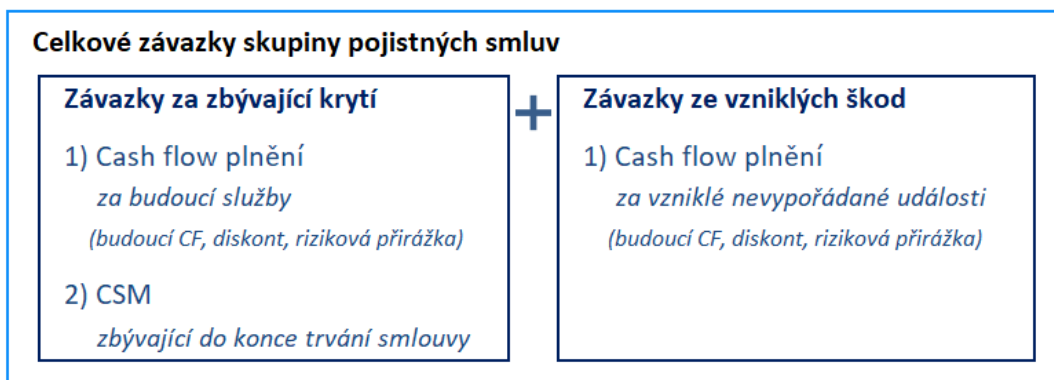 Celkové závazky skupiny pojistných smluv
Závazky za zbývající krytí
1) Cash flow plnění
za budoucí služby
(budoucí CF, diskont, riziková přirážka)
2) CSM
zbývající do konce trvání smlouvy
+
Závazky ze vzniklých škod
1) Cash flow plnění
za vzniklé nevypořádané události
(budoucí CF, diskont, riziková přirážka)